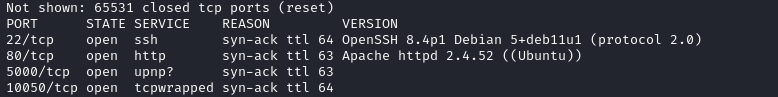 Not shown: 65531 closed tcp ports (reset)
PORT STATE SERVICE REASON VERSION
22/tcp open ssh syn-ack ttl 64 OpenSSH 8.4p1 Debian 5+deb11u1 (protocol 2.0)
80/tcp open http syn-ack ttl 63 Apache httpd 2.4.52 ((Ubuntu))
5000/tcp open upnp? syn-ack ttl 63
10050/tcp open tcpwrapped syn-ack ttl 64